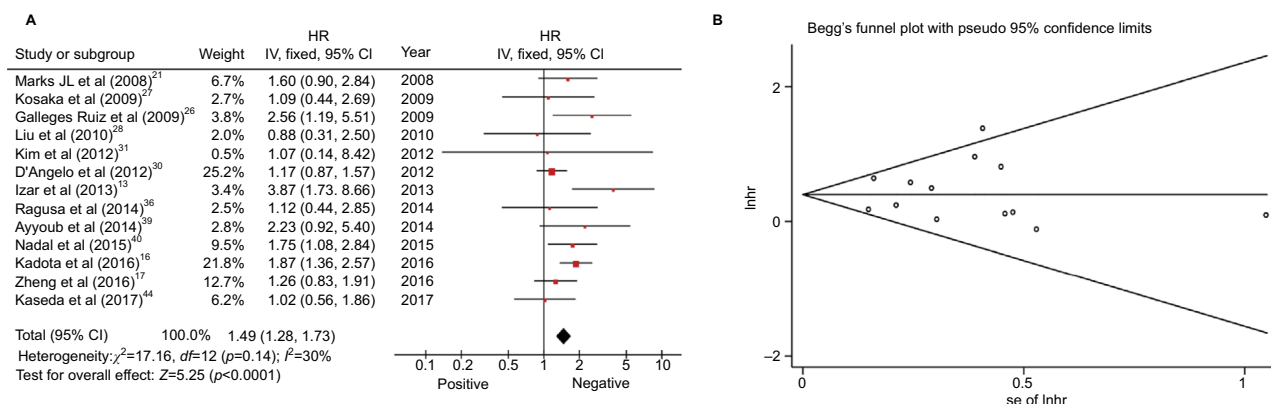 A
HR
HR
Study or subgroup Weight IV, fixed, 95% CI Year IV, fixed, 95% CI
Marks JL et al (2008)21 6.7% 1.60 (0.90, 2.84) 2008
Kosaka et al (2009)27 2.7% 1.09 (0.44, 2.69) 2009
Galleges Ruiz et al (2009)26 3.8% 2.56 (1.19, 5.51) 2009
Liu et al (2010)28 2.0% 0.88 (0.31, 2.50) 2010
Kim et al (2012)31 0.5% 1.07 (0.14, 8.42) 2012
D'Angelo et al (2012)30 25.2% 1.17 (0.87, 1.57) 2012
Izar et al (2013)13 3.4% 3.87 (1.73. 8.66) 2013
Ragusa et al (2014)36 2.5% 1.12 (0.44, 2.85) 2014
Ayyoub et al (2014)39 2.8% 2.23 (0.92, 5.40) 2014
Nadal et al (2015)40 9.5% 1.75 (1.08, 2.84) 2015
Kadota et al (2016)16 21.8% 1.87 (1.36, 2.57) 2016
Zheng et al (2016)17 12.7% 1.26 (0.83, 1.91) 2016
Kaseda et al (2017)44 6.2% 1.02 (0.56, 1.86) 2017
Total (95% CI) 100.0% 1.49 (1.28, 1.73)
Heterogeneity:χ2=17.16, df=12 (p=0.14); I2=30%
Test for overall effect: Z=5.25 (p<0.0001)
0.1 0.2 0.5 1 2 5 10
Positive Negative
B
Begg's funnel plot with pseudo 95% confidence limits
2
0
–2
lnhr
0 0.5 1
se of lnhr